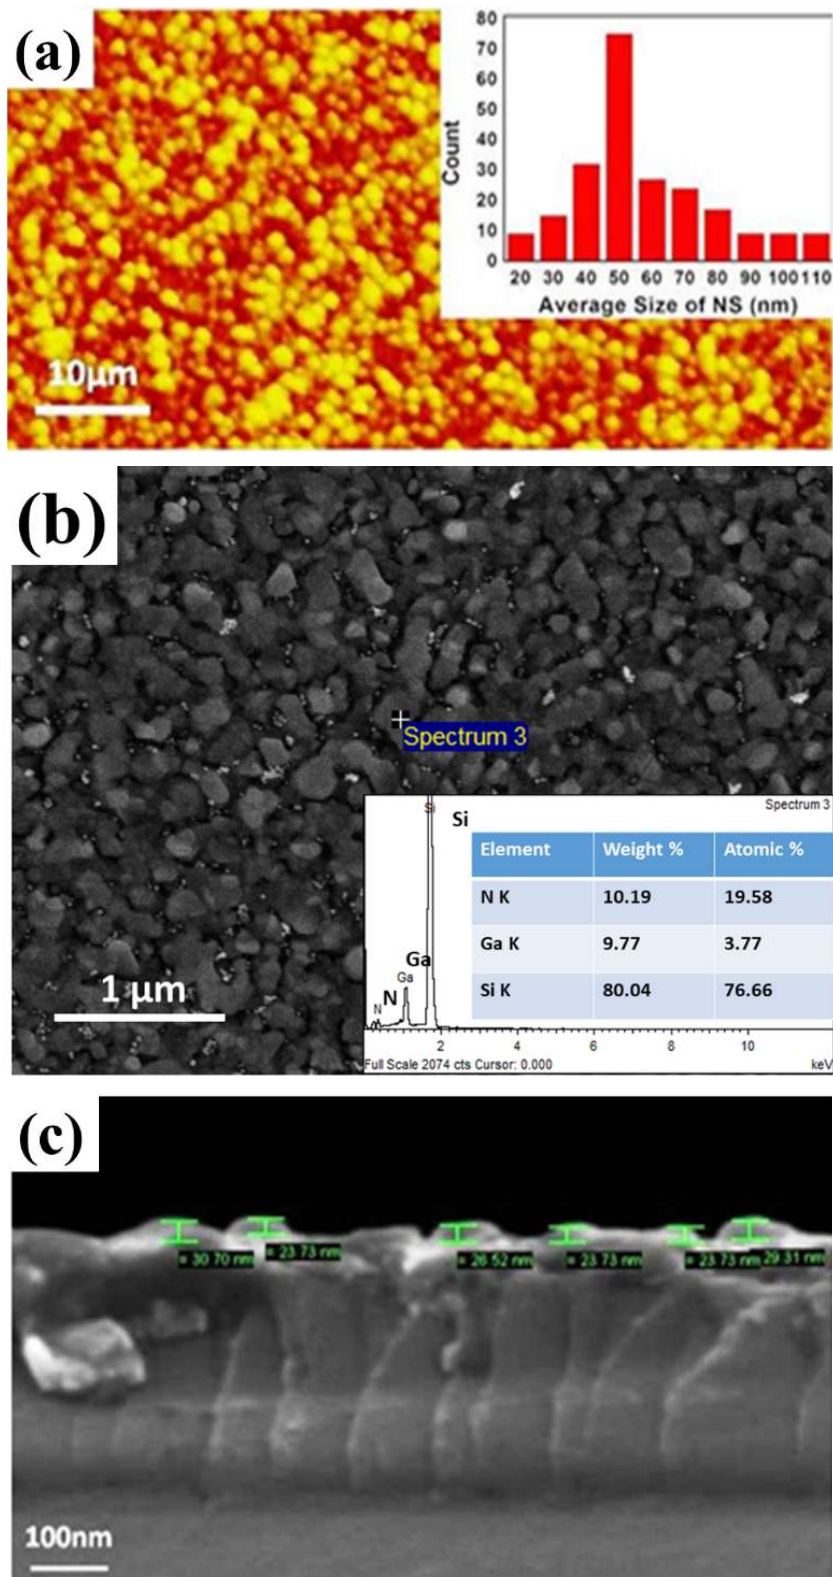 (a)
80
70
60
50
40
30
20
10
0
Count
20 30 40 50 60 70 80 90 100 110
Average Size of NS (nm)
10μm
(b)
Spectrum 3
1 μm
Spectrum 3
Si
Si
Element Weight % Atomic %
N K 10.19 19.58
Ga K 9.77 3.77
Si K 80.04 76.66
Ga
Ga
N
N
2 4 6 8 10
Full Scale 2074 cts Cursor: 0.000 keV
(c)
= 30.70 nm
= 23.73 nm
= 26.52 nm
= 23.73 nm
= 23.73 nm
29.31 nm
100nm